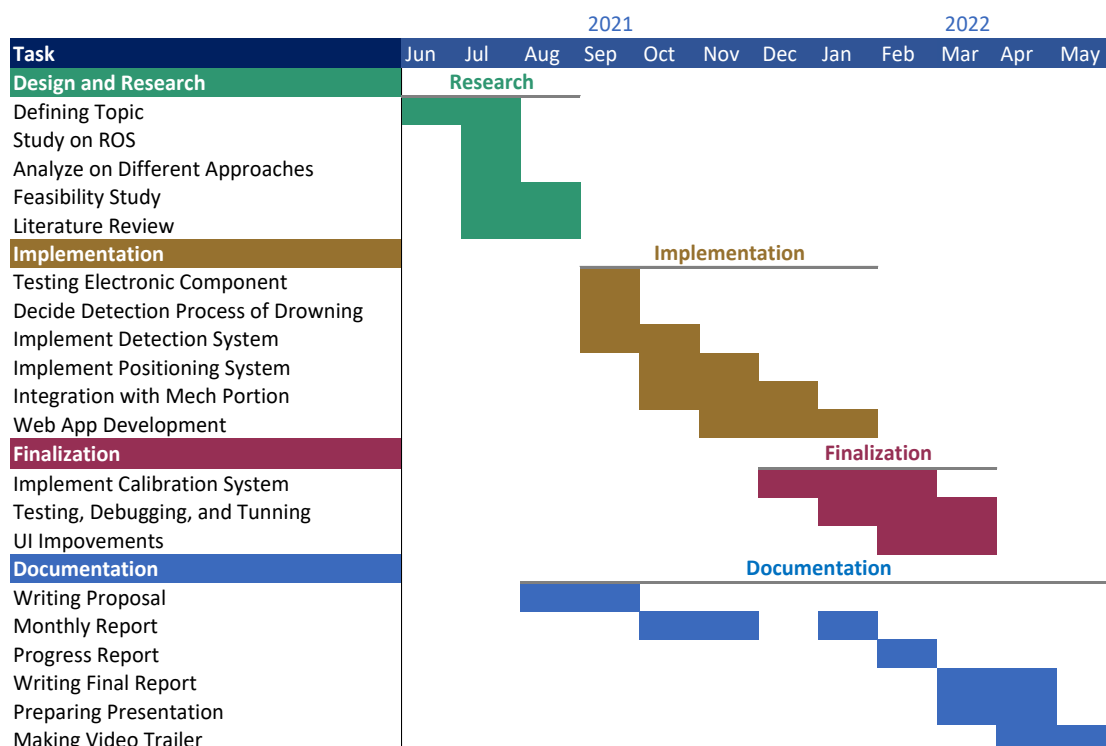 2021 2022
Task Jun Jul Aug Sep Oct Nov Dec Jan Feb Mar Apr May
Design and Research Research
Defining Topic
Study on ROS
Analyze on Different Approaches
Feasibility Study
Literature Review
Implementation Implementation
Testing Electronic Component
Decide Detection Process of Drowning
Implement Detection System
Implement Positioning System
Integration with Mech Portion
Web App Development
Finalization Finalization
Implement Calibration System
Testing, Debugging, and Tunning
UI Impovements
Documentation Documentation
Writing Proposal
Monthly Report
Progress Report
Writing Final Report
Preparing Presentation
Making Video Trailer